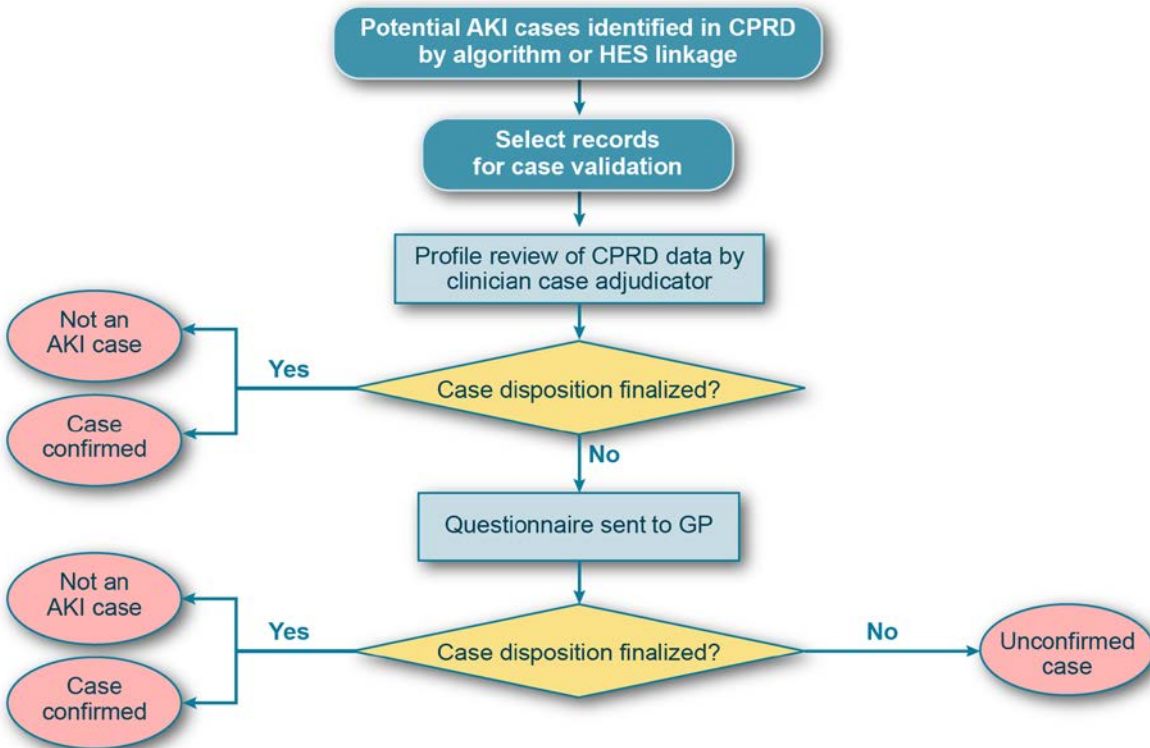 Potential AKI cases identified in CPRD
by algorithm or HES linkage
Select records
for case validation
Profile review of CPRD data by
clinician case adjudicator
Not an
AKI case
Yes
Case disposition finalized?
Case
confirmed
No
Questionnaire sent to GP
Not an
AKI case
Yes
Case disposition finalized?
No
Unconfirmed
case
Case
confirmed